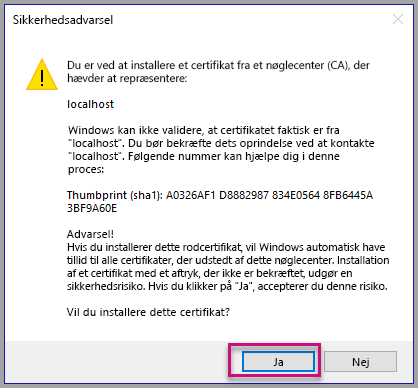 Sikkerhedsadvarsel
Du er ved at installere et certifikat fra et nøglecenter (CA), der
hævder at repræsentere:
localhost
Windows kan ikke validere, at certifikatet faktisk er fra
"localhost". Du bør bekræfte dets oprindelse ved at kontakte
"localhost". Følgende nummer kan hjælpe dig i denne
proces:
Thumbprint (sha1): A0326AF1 D8882987 834E0564 8FB6445A
3BF9A60E
Advarsel!
Hvis du installerer dette rodcertifikat, vil Windows automatisk have
tillid til alle certifikater, der udstedt af dette nøglecenter. Installation
af et certifikat med et aftryk, der ikke er bekræftet, udgør en
sikkerhedsrisiko. Hvis du klikker på "Ja", accepterer du denne risiko.
Vil du installere dette certifikat?
Ja
Nej